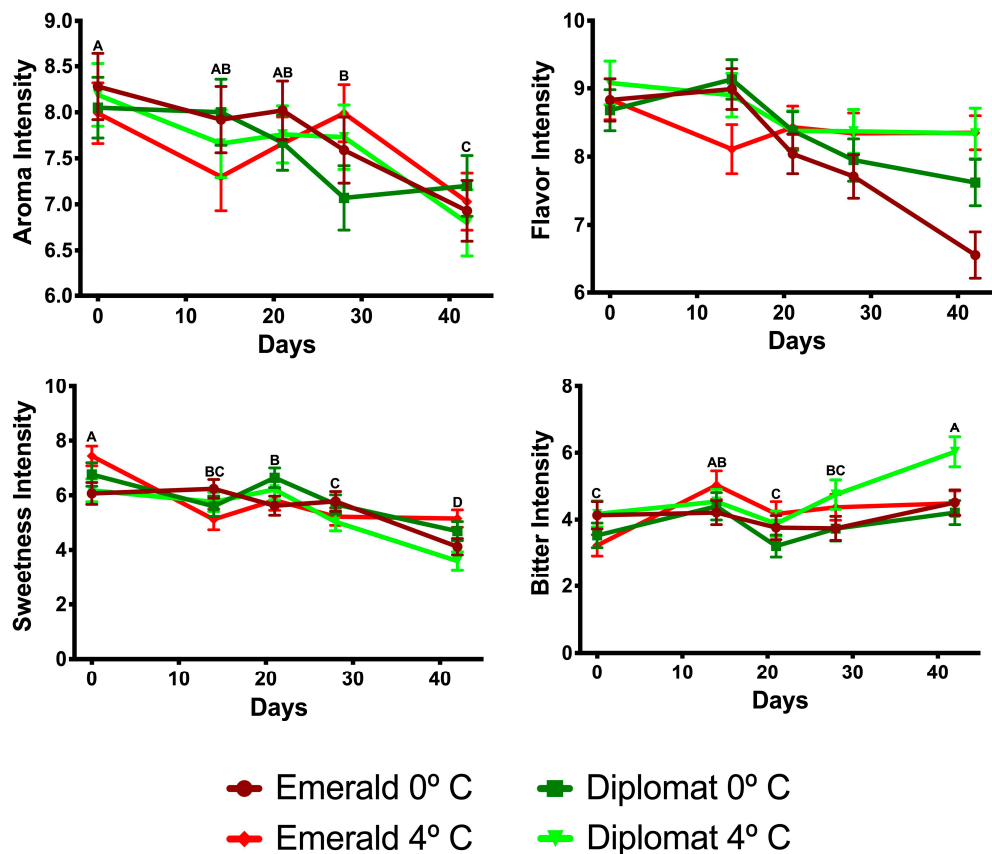 Aroma Intensity
9.0
8.5
8.0
7.5
7.0
6.5
6.0
A
AB
AB
B
C
0
10
20
30
40
Days
Flavor Intensity
10
9
8
7
6
0
10
20
30
40
Days
Sweetness Intensity
10
8
6
4
2
0
A
BC
B
C
D
0
10
20
30
40
Days
Bitter Intensity
8
6
4
2
0
C
AB
C
BC
A
0
10
20
30
40
Days
Emerald 0º C
Diplomat 0º C
Emerald 4º C
Diplomat 4º C